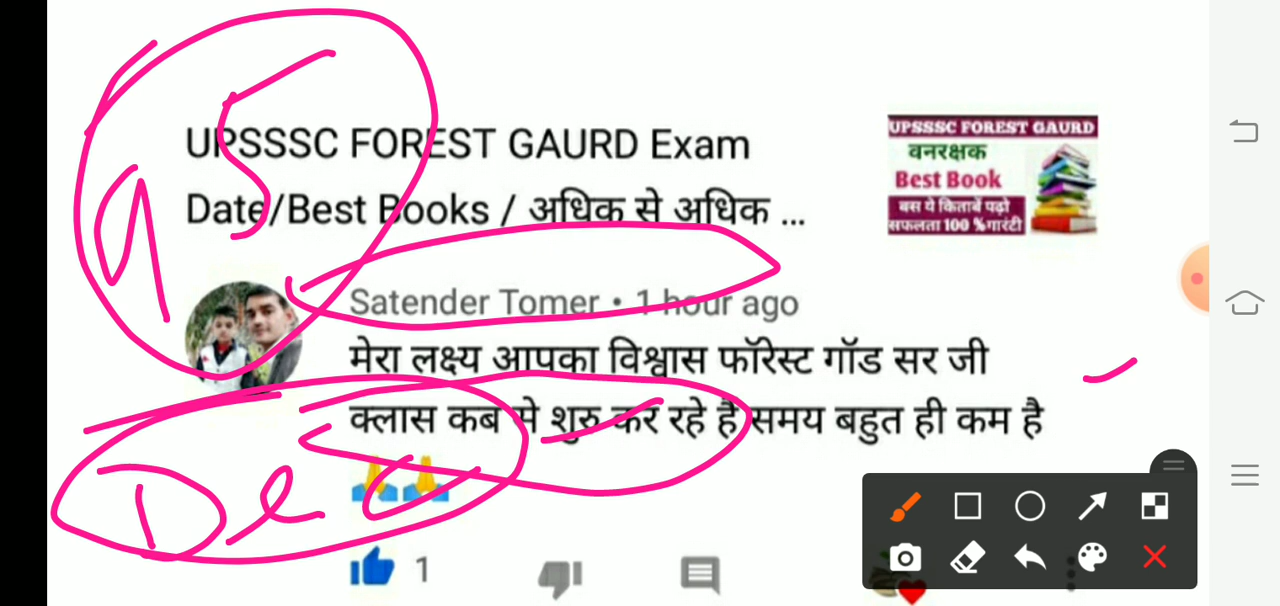 UPSSSC FOREST GAURD Exam
Date/Best Books / अधिक से अधिक ...
UPSSSC FOREST GAURD
वनरक्षक
Best Book
बस ये किताबें पढ़ो
सफलता 100 %गारंटी
Satender Tomer • 1 hour ago
मेरा लक्ष्य आपका विश्वास फॉरेस्ट गॉड सर जी
क्लास कब से शुरु कर रहे है समय बहुत ही कम है
🙏🙏
1